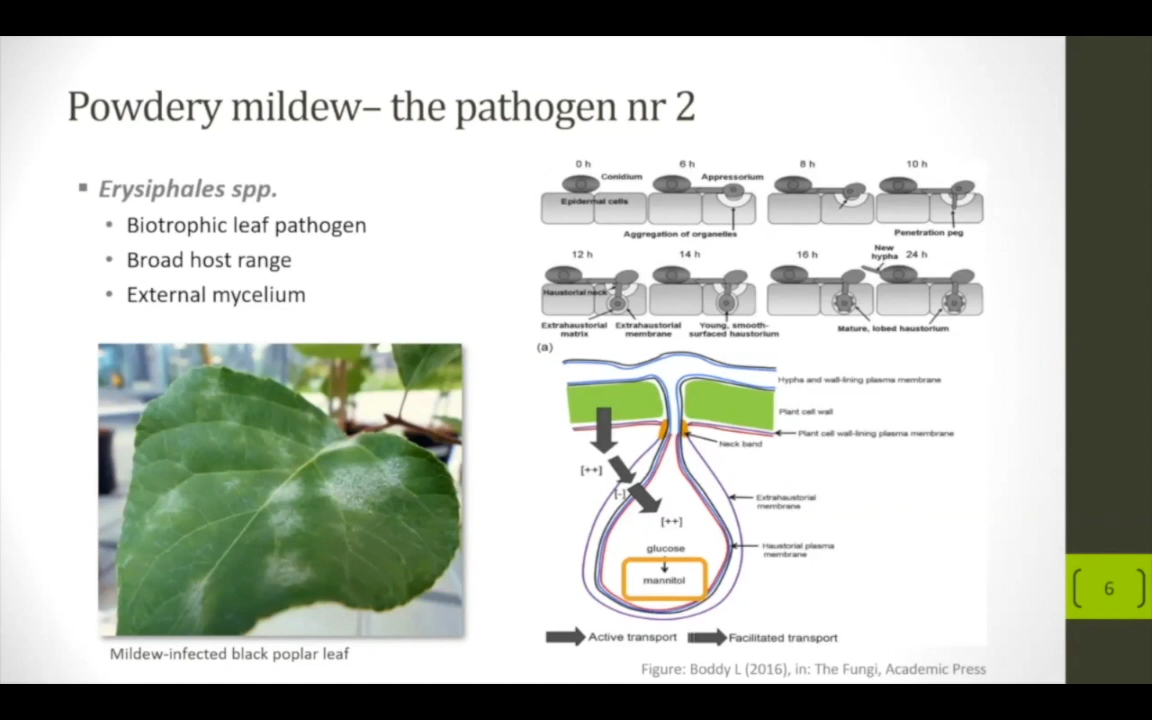 Powdery mildew– the pathogen nr 2
▪ Erysiphales spp.
• Biotrophic leaf pathogen
• Broad host range
• External mycelium
Mildew-infected black poplar leaf
0 h
6 h
8 h
10 h
Conidium
Appressorium
Epidermal cells
Aggregation of organelles
Penetration peg
12 h
14 h
16 h
New
hypha
24 h
Haustorial neck
Extrahaustorial
matrix
Extrahaustorial
membrane
Young, smooth-
surfaced haustorium
Mature, lobed haustorium
(a)
Hypha and wall-lining plasma membrane
Plant cell wall
Plant cell wall-lining plasma membrane
Neck band
[++]
[-]
[++]
Extrahaustorial
membrane
Haustorial plasma
membrane
glucose
mannitol
Active transport
Facilitated transport
Figure: Boddy L (2016), in: The Fungi, Academic Press
6